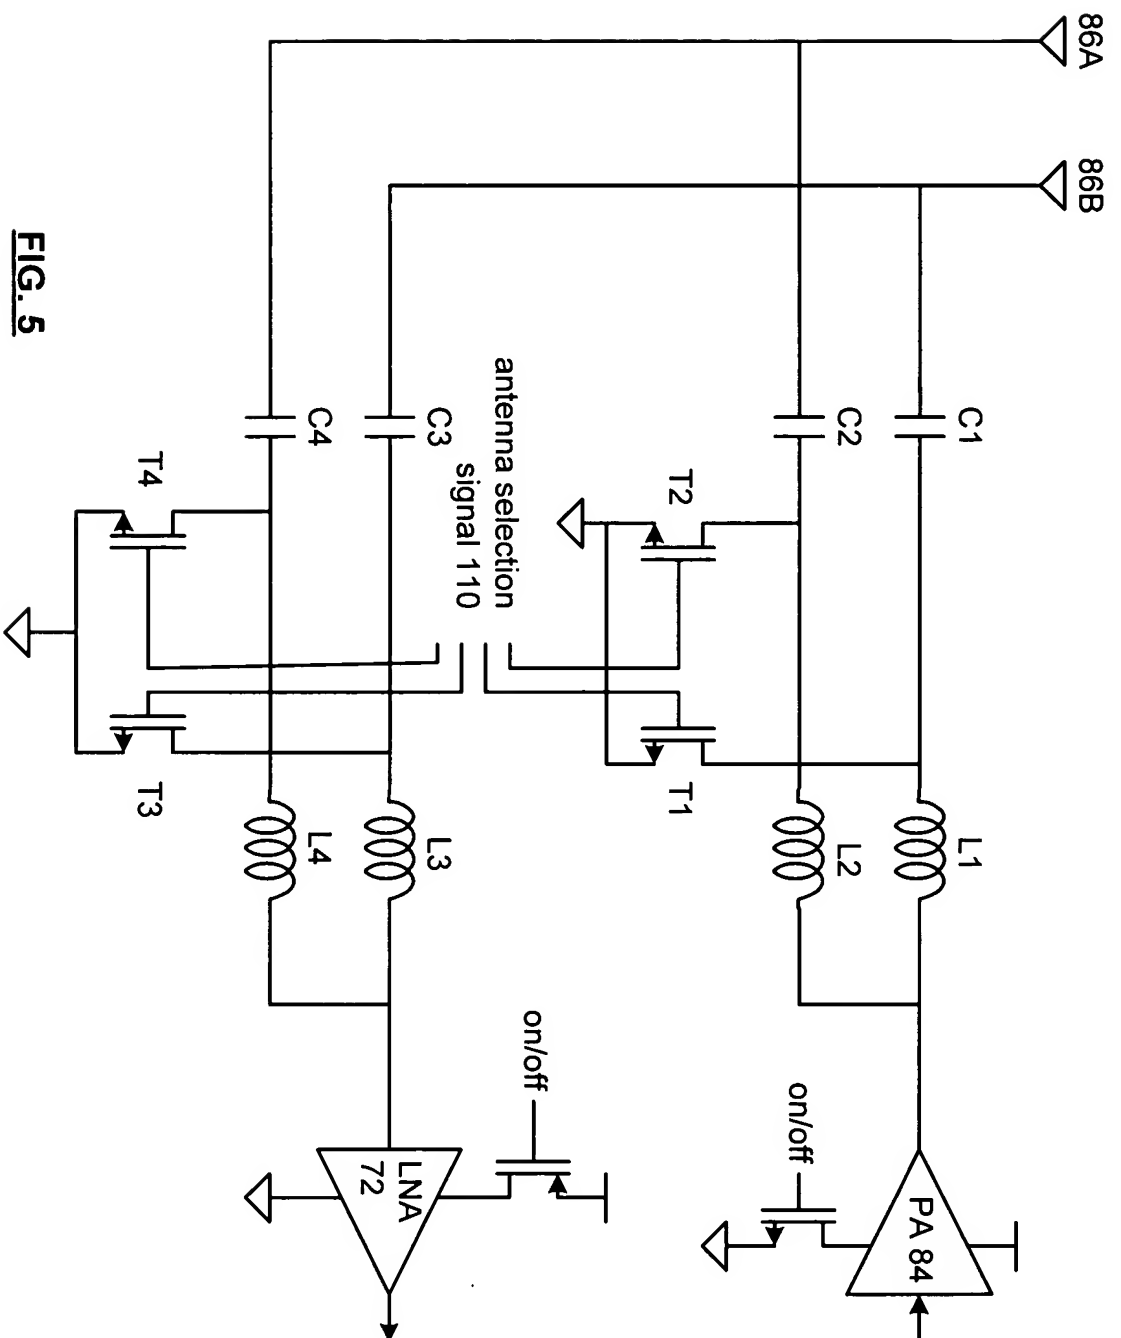 86A
86B
C1
C2
C3
C4
T2
T1
T4
T3
antenna selection
signal 110
L1
L2
L3
L4
on/off
on/off
PA 84
LNA
72
FIG. 5